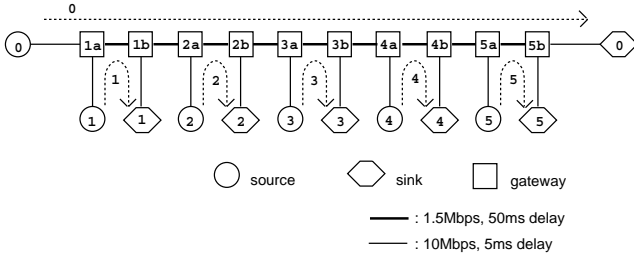 0
0 1a 1b 2a 2b 3a 3b 4a 4b 5a 5b 0
1 2 3 4 5
1 1 2 2 3 3 4 4 5 5
source sink gateway
: 1.5Mbps, 50ms delay
: 10Mbps, 5ms delay